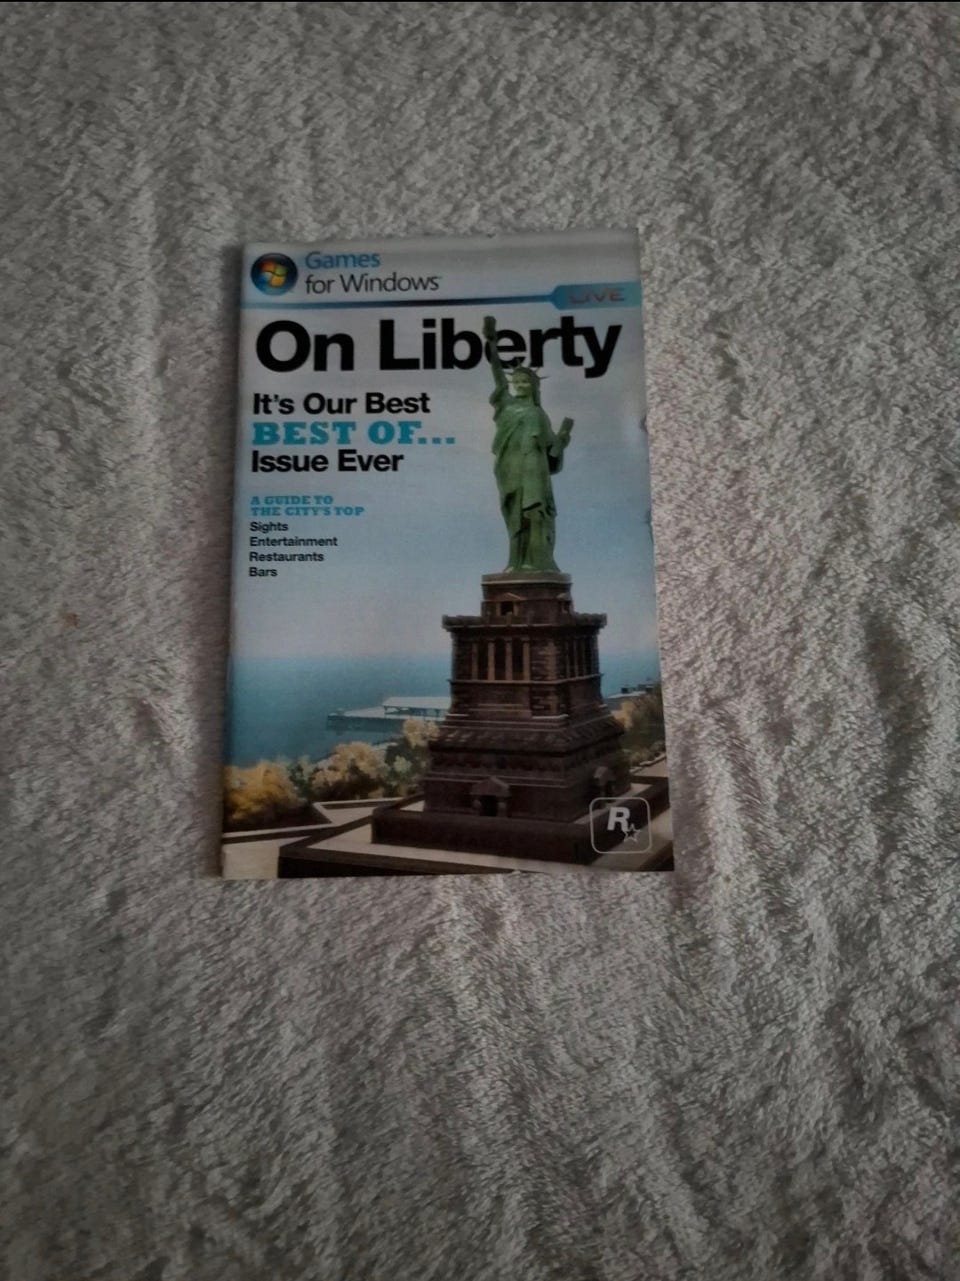 Games
for Windows
LIVE
On Liberty
It's Our Best
BEST OF...
Issue Ever
A GUIDE TO
THE CITY'S TOP
Sights
Entertainment
Restaurants
Bars
R